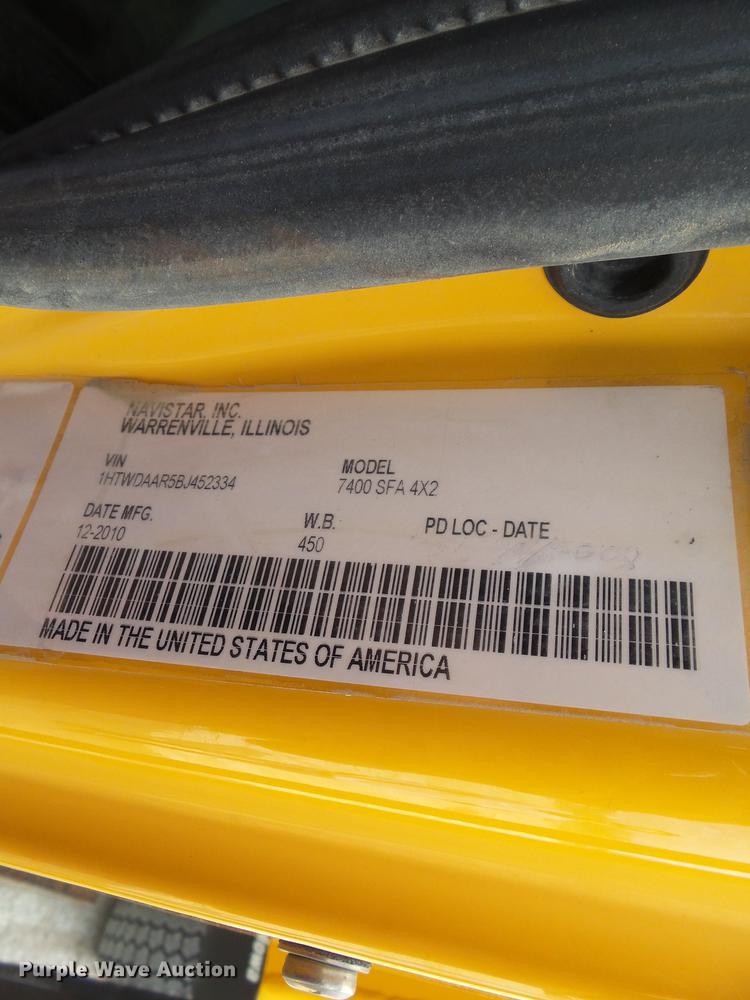 NAVISTAR, INC.
WARRENVILLE, ILLINOIS
VIN MODEL
1HTWDAAR5BJ452334 7400 SFA 4X2
DATE MFG. W.B. PD LOC - DATE
12-2010 450
MADE IN THE UNITED STATES OF AMERICA
Purple Wave Auction